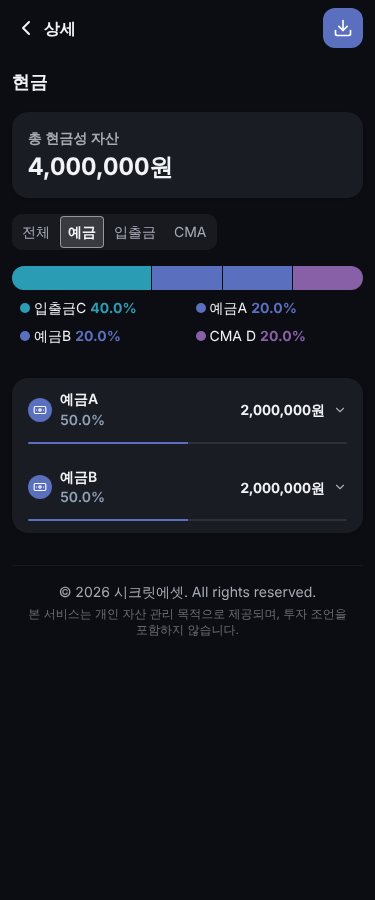 상세
현금
총 현금성 자산
4,000,000원
전체 예금 입출금 CMA
입출금C 40.0% 예금A 20.0%
예금B 20.0% CMA D 20.0%
예금A
50.0%
2,000,000원
예금B
50.0%
2,000,000원
© 2026 시크릿에셋. All rights reserved.
본 서비스는 개인 자산 관리 목적으로 제공되며, 투자 조언을
포함하지 않습니다.